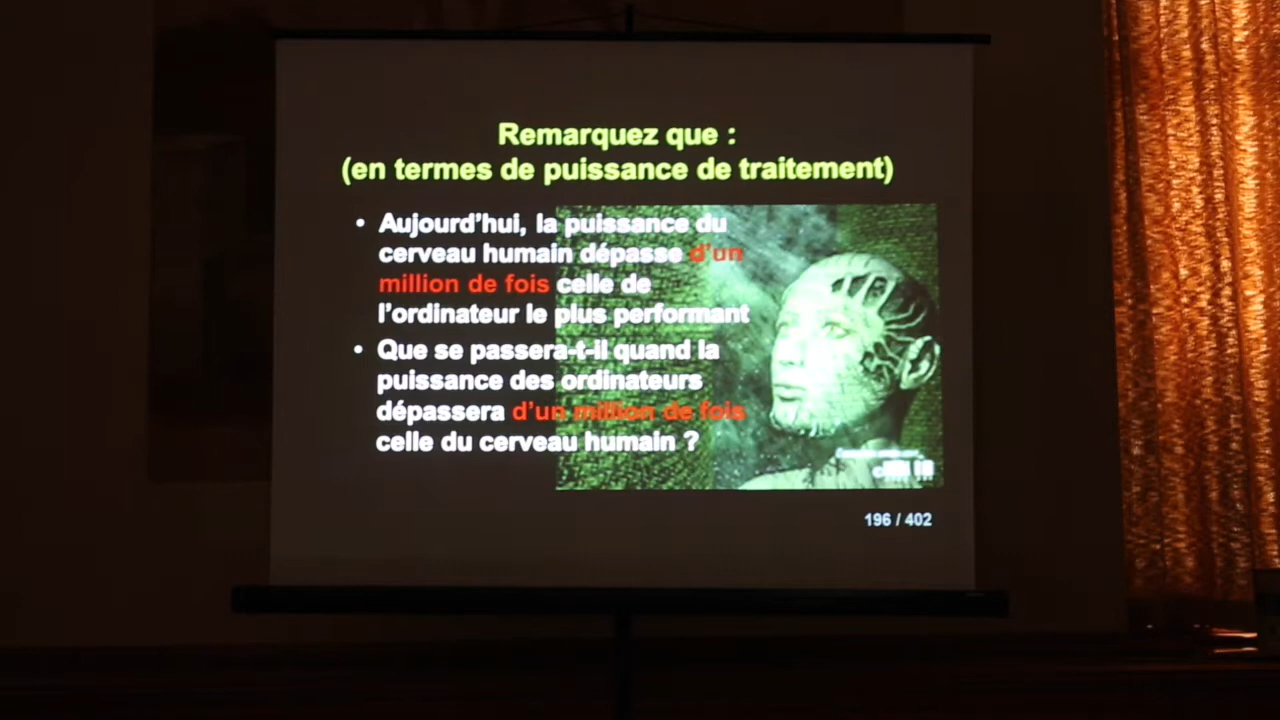 Remarquez que :
(en termes de puissance de traitement)
• Aujourd’hui, la puissance du
cerveau humain dépasse d’un
million de fois celle de
l’ordinateur le plus performant
• Que se passera-t-il quand la
puissance des ordinateurs
dépassera d’un million de fois
celle du cerveau humain ?
196 / 402